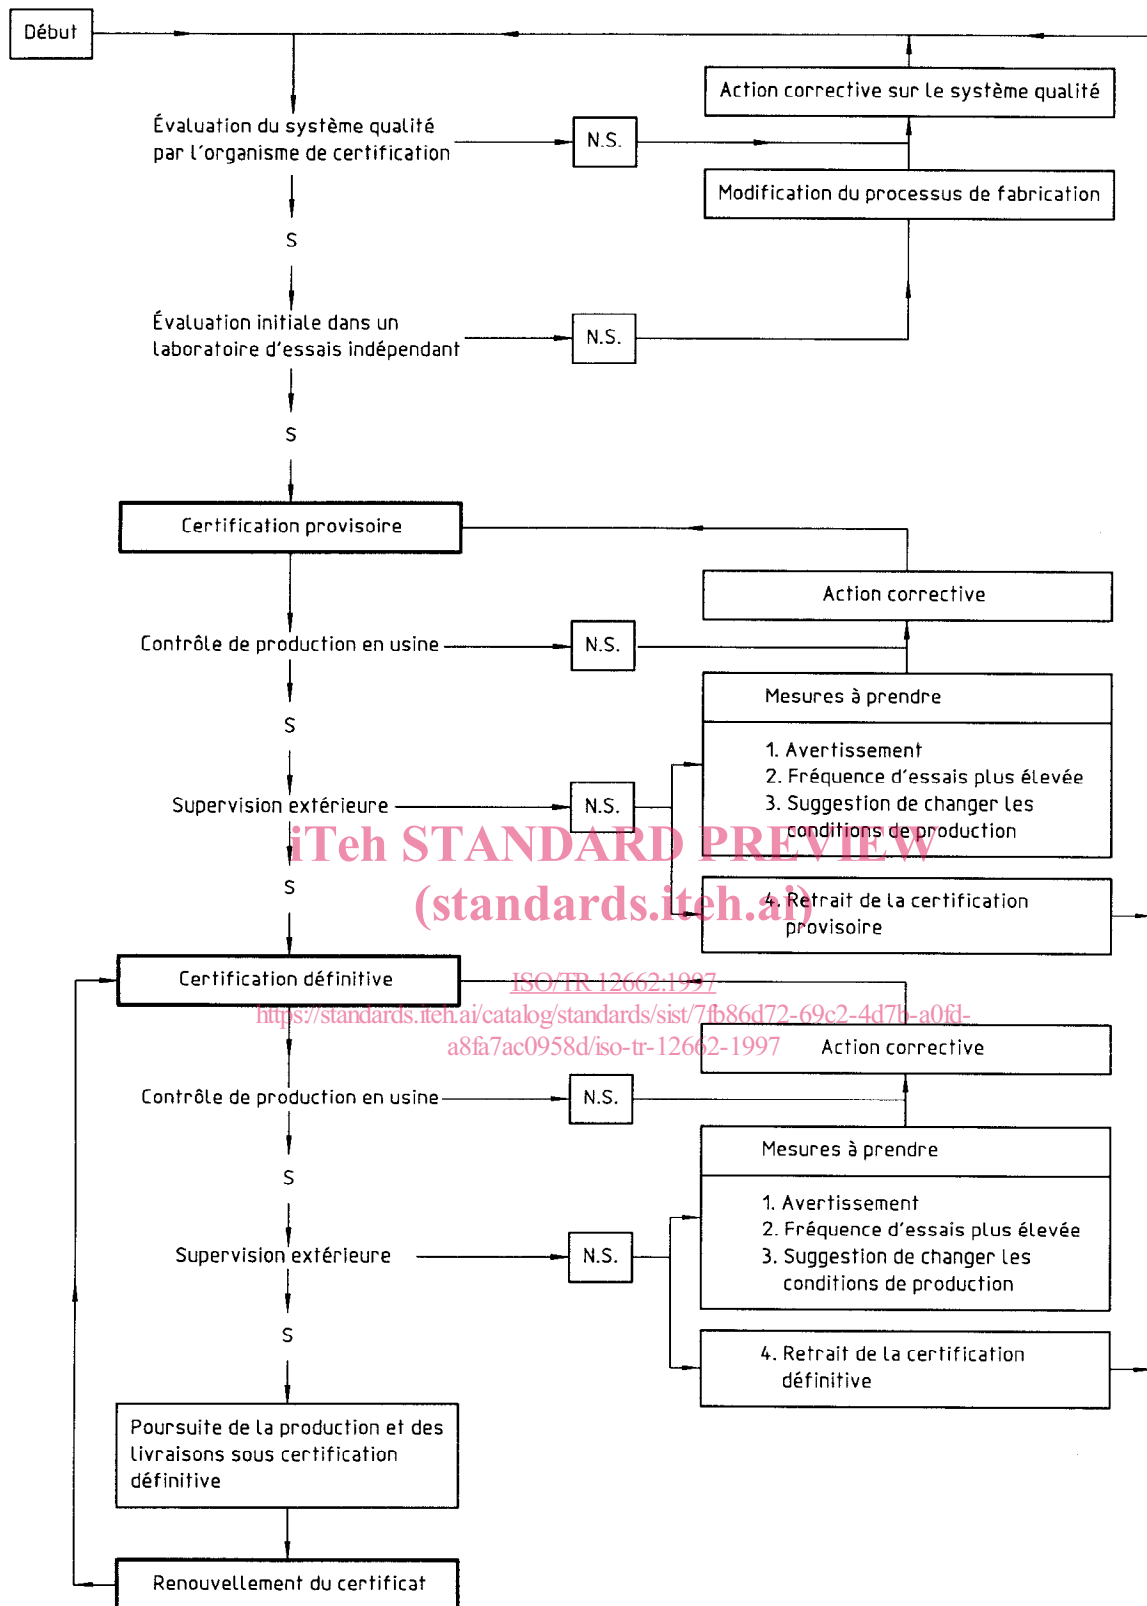 Début
Action corrective sur le système qualité
Évaluation du système qualité
par l'organisme de certification
N.S.
Modification du processus de fabrication
S
Évaluation initiale dans un
laboratoire d'essais indépendant
N.S.
S
Certification provisoire
Action corrective
Contrôle de production en usine
N.S.
Mesures à prendre
S
1. Avertissement
2. Fréquence d'essais plus élevée
3. Suggestion de changer les
conditions de production
Supervision extérieure
N.S.
iTeh STANDARD PREVIEW
(standards.iteh.ai)
S
4. Retrait de la certification
provisoire
Certification définitive
ISO/TR 12662:1997
https://standards.iteh.ai/catalog/standards/sist/7fb86d72-69c2-4d7b-a0fd-
a8fa7ac0958d/iso-tr-12662-1997
Action corrective
Contrôle de production en usine
N.S.
Mesures à prendre
S
1. Avertissement
2. Fréquence d'essais plus élevée
3. Suggestion de changer les
conditions de production
Supervision extérieure
N.S.
S
4. Retrait de la certification
définitive
Poursuite de la production et des
livraisons sous certification
définitive
Renouvellement du certificat